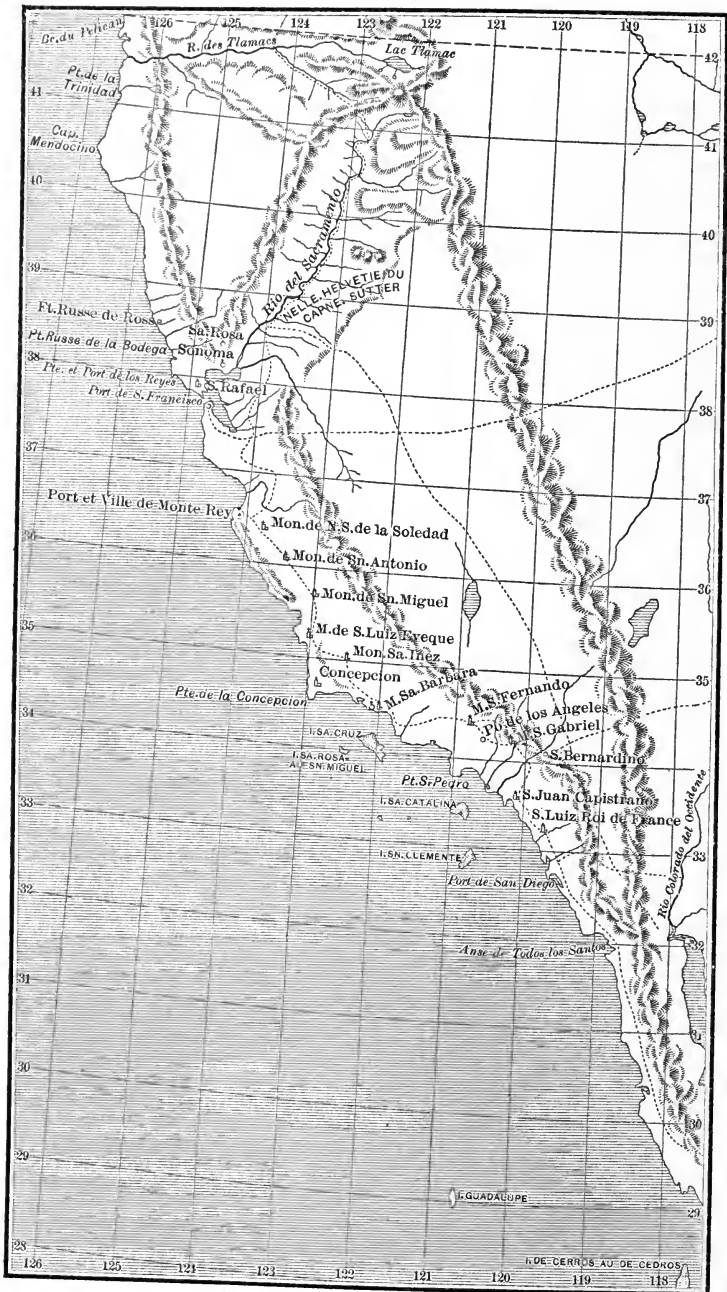 126 125 124 123 122 121 120 119 118
Be. du Pelican
R. des Tlamacs
Lac Tlamac
42
42
Pt. de la
Trinidad
41
41
Cap.
Mendocino
40
40
Rio del Sacramento
39
39
NELLE. HELVETIE DU
CAPNE. SUTTER
Ft. Russe de Ross
Sa. Rosa
Pt. Russe de la Bodega
Sonoma
38
38
Pte. et Port de los Reyes
S. Rafael
Port de S. Francisco
37
37
Port et Ville de Monte Rey
36
36
Mon. de N.S. de la Soledad
Mon. de Sn. Antonio
Mon. de Sn. Miguel
35
35
M. de S. Luiz Eveque
Mon. Sa. Inez
Concepcion
Pte. de la Concepcion
M. Sa. Barbara
34
34
M. S. Fernando
Po. de los Angeles
S. Gabriel
I. SA. CRUZ
S. Bernardino
I. SA. ROSA
AU SN. MIGUEL
Pt. S. Pedro
33
33
I. SA. CATALINA
S. Juan Capistrano
S. Luiz Roi de France
Rio Colorado del Occidente
I. SN. CLEMENTE
Port de San Diego
32
32
Anse de Todos los Santos
31
31
30
30
29
29
I. GUADALUPE
28
I. DE CERROS AU DE CEDROS
126 125 124 123 122 121 120 119 118